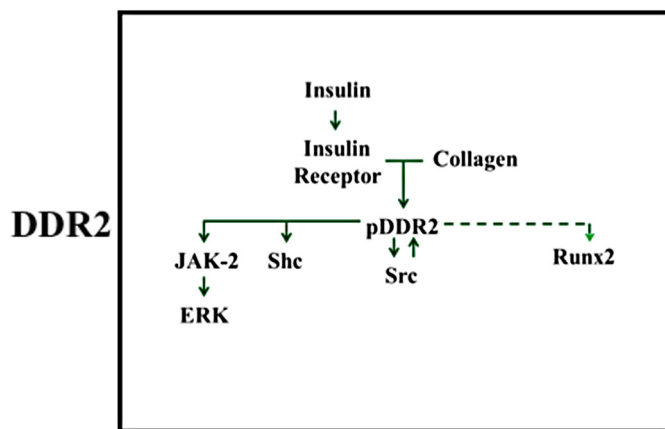 Insulin
Insulin
Receptor
Collagen
DDR2
pDDR2
JAK-2
Shc
Src
Runx2
ERK